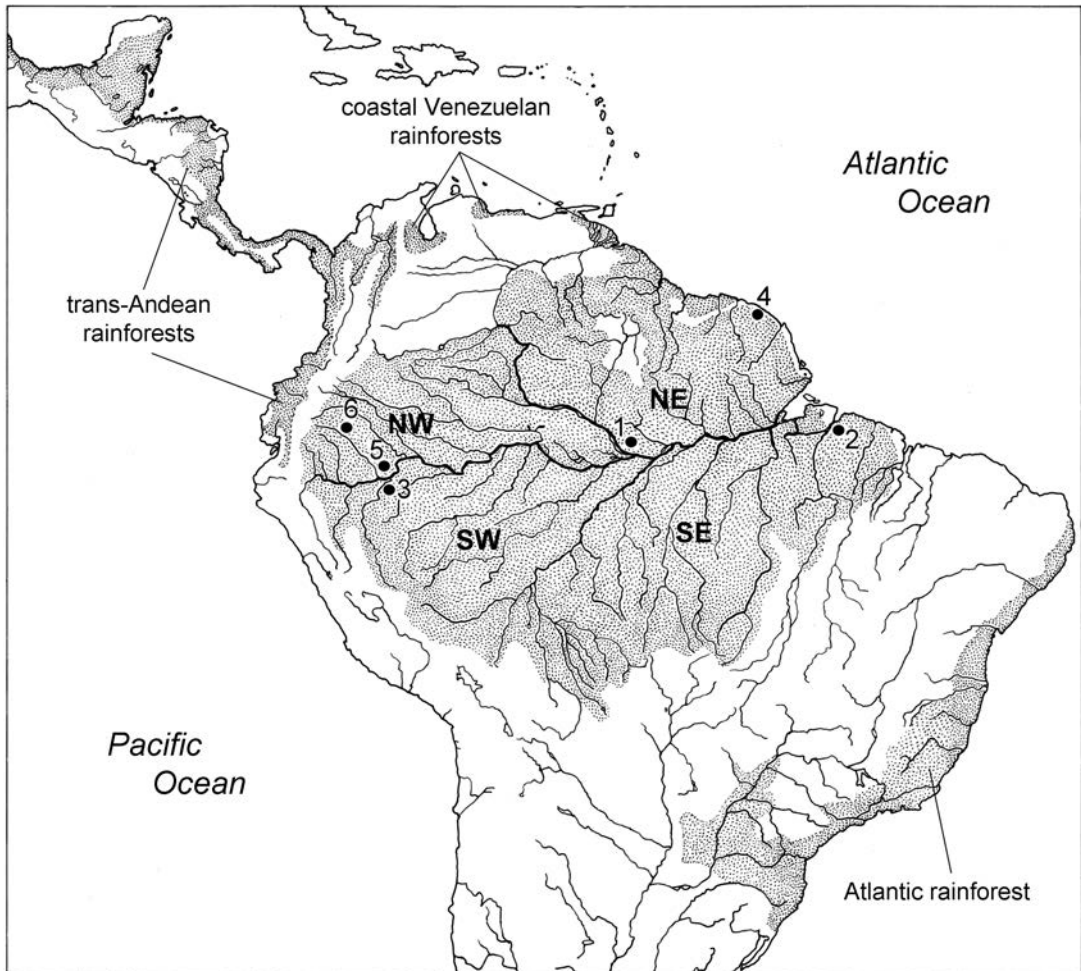 coastal Venezuelan
rainforests
Atlantic
Ocean
trans-Andean
rainforests
4
NE
6
NW
1
2
5
3
SW
SE
Pacific
Ocean
Atlantic rainforest